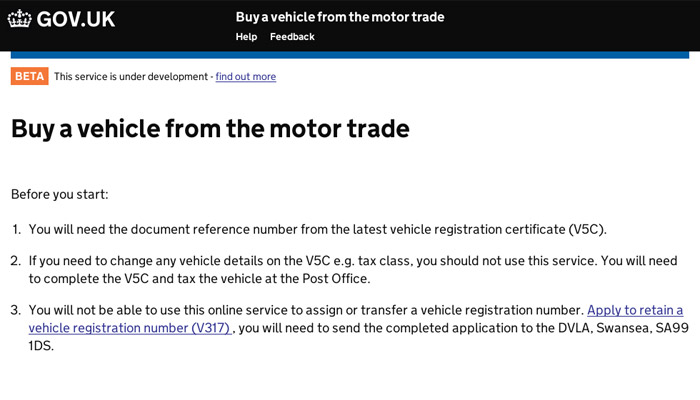 GOV.UK
Buy a vehicle from the motor trade
Help Feedback
BETA This service is under development - find out more
Buy a vehicle from the motor trade
Before you start:
1. You will need the document reference number from the latest vehicle registration certificate (V5C).
2. If you need to change any vehicle details on the V5C e.g. tax class, you should not use this service. You will need
to complete the V5C and tax the vehicle at the Post Office.
3. You will not be able to use this online service to assign or transfer a vehicle registration number. Apply to retain a
vehicle registration number (V317) , you will need to send the completed application to the DVLA, Swansea, SA99
1DS.